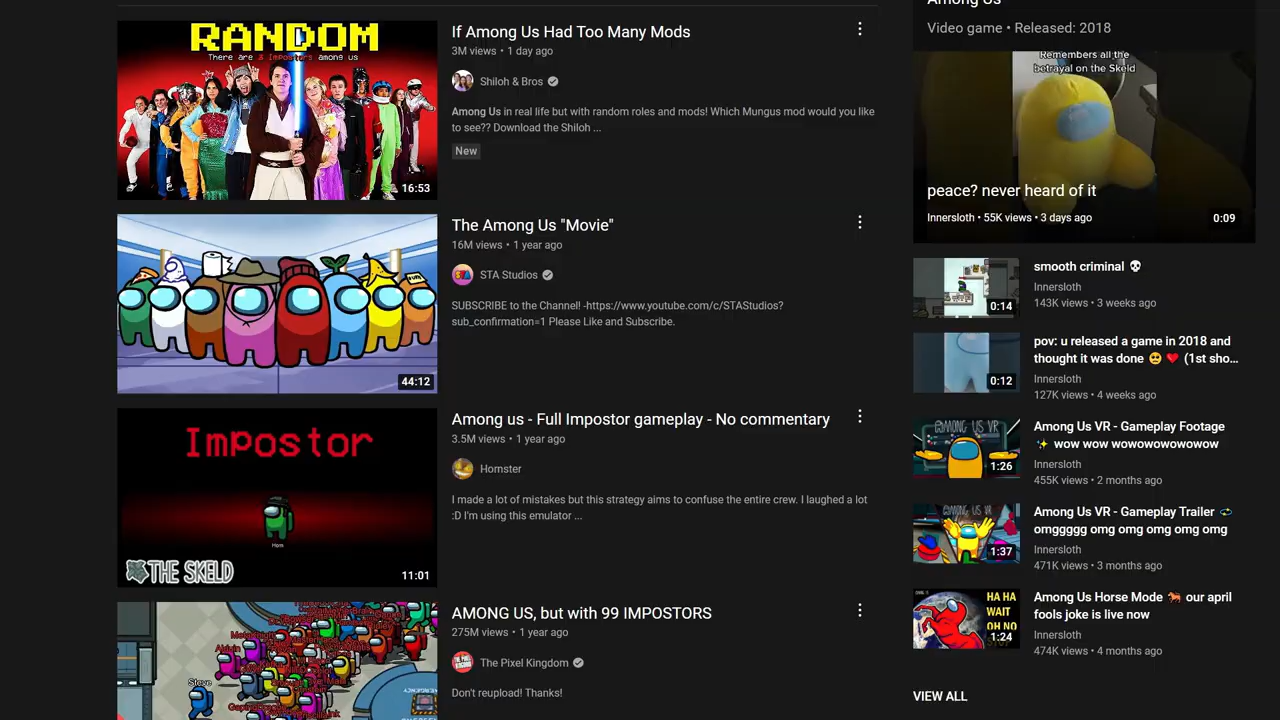 RANDOM
There are 3 Impostors among us
16:53
If Among Us Had Too Many Mods
3M views • 1 day ago
Shiloh & Bros
Among Us in real life but with random roles and mods! Which Mungus mod would you like
to see?? Download the Shiloh ...
New
44:12
The Among Us "Movie"
16M views • 1 year ago
STA Studios
SUBSCRIBE to the Channel! -https://www.youtube.com/c/STAStudios?
sub_confirmation=1 Please Like and Subscribe.
Impostor
Horn
THE SKELD
11:01
Among us - Full Impostor gameplay - No commentary
3.5M views • 1 year ago
Hornster
I made a lot of mistakes but this strategy aims to confuse the entire crew. I laughed a lot
:D I'm using this emulator ...
Steve
AMONG US, but with 99 IMPOSTORS
275M views • 1 year ago
The Pixel Kingdom
Don't reupload! Thanks!
Among Us
Video game • Released: 2018
Remembers all the
betrayal on the Skeld
peace? never heard of it
Innersloth • 55K views • 3 days ago
0:09
0:14
smooth criminal 💀
Innersloth
143K views • 3 weeks ago
0:12
pov: u released a game in 2018 and
thought it was done 🥹 ❤️ (1st sho...
Innersloth
127K views • 4 weeks ago
AMONG US VR
1:26
Among Us VR - Gameplay Footage
✨ wow wow wowowowowowow
Innersloth
455K views • 2 months ago
AMONG US VR
1:37
Among Us VR - Gameplay Trailer 💫
omggggg omg omg omg omg omg
Innersloth
471K views • 3 months ago
HA HA
WAIT
OH NO
1:24
Among Us Horse Mode 🐎 our april
fools joke is live now
Innersloth
474K views • 4 months ago
VIEW ALL